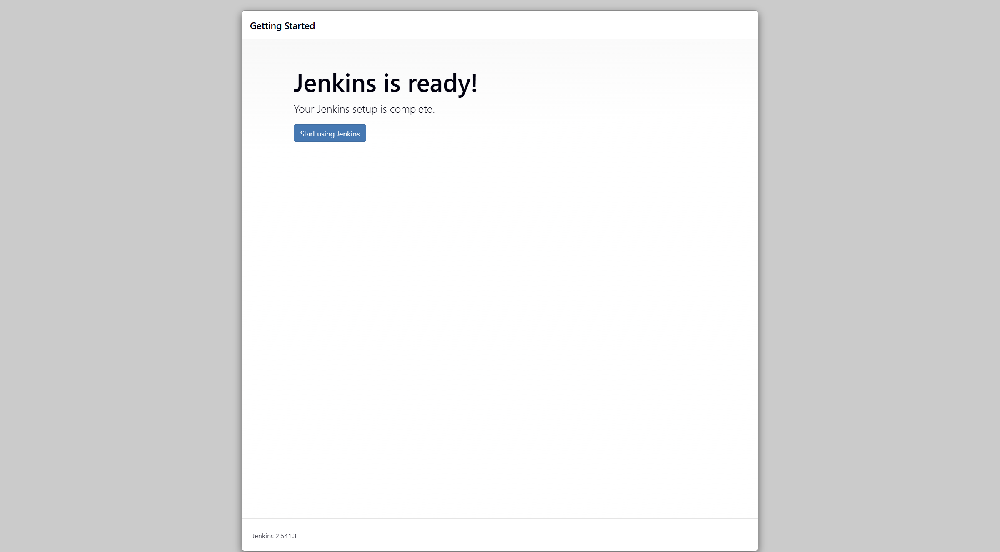 Getting Started
Jenkins is ready!
Your Jenkins setup is complete.
Start using Jenkins
Jenkins 2.541.3